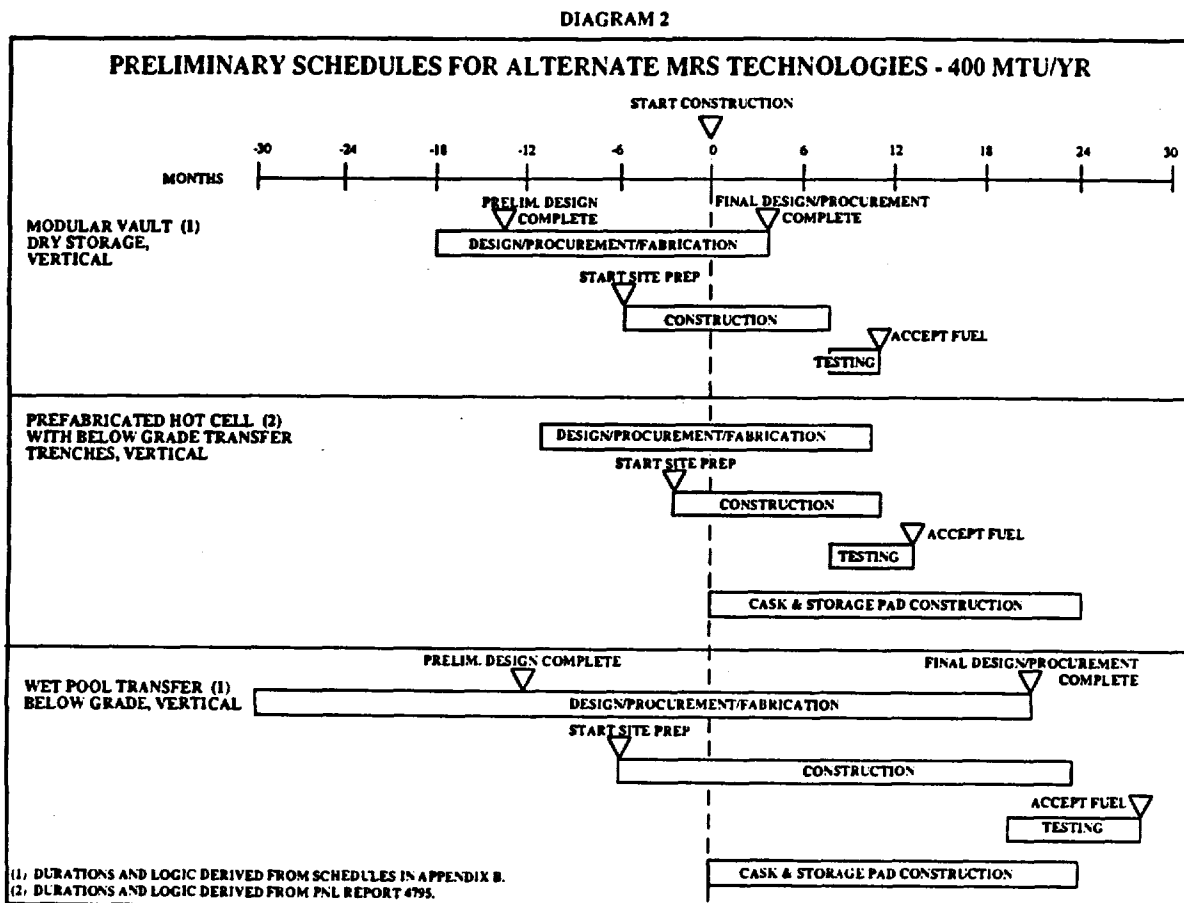 DIAGRAM 2
PRELIMINARY SCHEDULES FOR ALTERNATE MRS TECHNOLOGIES - 400 MTU/YR
START CONSTRUCTION
-30 -24 -18 -12 -6 0 6 12 18 24 30
MONTHS
PRELIM. DESIGN
COMPLETE
FINAL DESIGN/PROCUREMENT
COMPLETE
MODULAR VAULT (1)
DRY STORAGE,
VERTICAL
DESIGN/PROCUREMENT/FABRICATION
START SITE PREP
CONSTRUCTION
ACCEPT FUEL
TESTING
PREFABRICATED HOT CELL (2)
WITH BELOW GRADE TRANSFER
TRENCHES, VERTICAL
DESIGN/PROCUREMENT/FABRICATION
START SITE PREP
CONSTRUCTION
ACCEPT FUEL
TESTING
CASK & STORAGE PAD CONSTRUCTION
PRELIM. DESIGN COMPLETE
FINAL DESIGN/PROCUREMENT
COMPLETE
WET POOL TRANSFER (1)
BELOW GRADE, VERTICAL
DESIGN/PROCUREMENT/FABRICATION
START SITE PREP
CONSTRUCTION
ACCEPT FUEL
TESTING
CASK & STORAGE PAD CONSTRUCTION
(1) DURATIONS AND LOGIC DERIVED FROM SCHEDULES IN APPENDIX B.
(2) DURATIONS AND LOGIC DERIVED FROM PNL REPORT 4795.